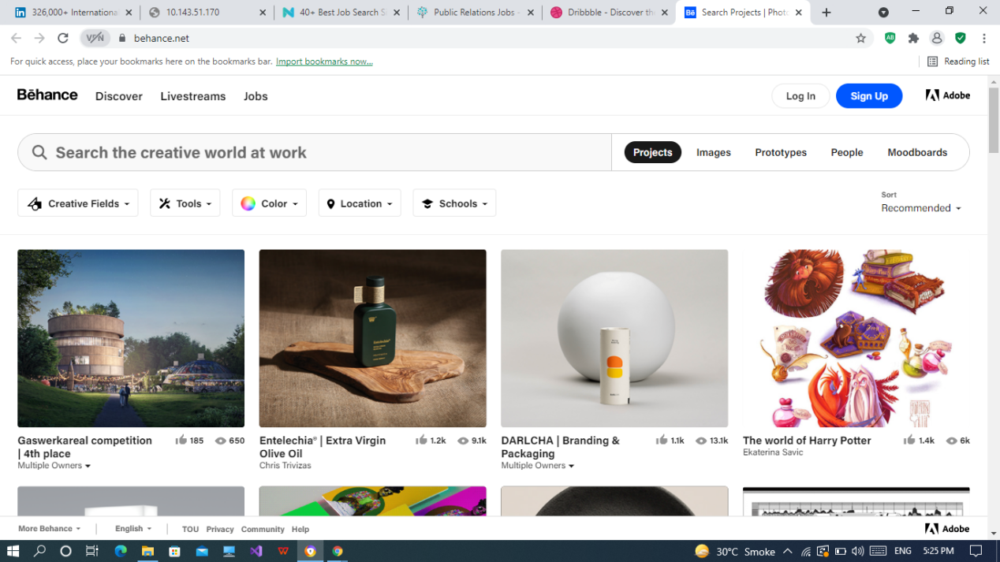 326,000+ Internationa
10.143.51.170
40+ Best Job Search S
Public Relations Jobs -
Dribbble - Discover th
Search Projects | Photo
VPN
behance.net
For quick access, place your bookmarks here on the bookmarks bar. Import bookmarks now...
Reading list
Bēhance
Discover
Livestreams
Jobs
Log In
Sign Up
Adobe
Search the creative world at work
Projects
Images
Prototypes
People
Moodboards
Creative Fields
Tools
Color
Location
Schools
Sort
Recommended
Gaswerkareal competition
| 4th place
185
650
Multiple Owners
Entelechia® | Extra Virgin
Olive Oil
1.2k
9.1k
Chris Trivizas
DARLCHA | Branding &
Packaging
1.1k
13.1k
Multiple Owners
The world of Harry Potter
1.4k
6k
Ekaterina Savic
More Behance
English
TOU
Privacy
Community
Help
Adobe
30°C Smoke
ENG
5:25 PM